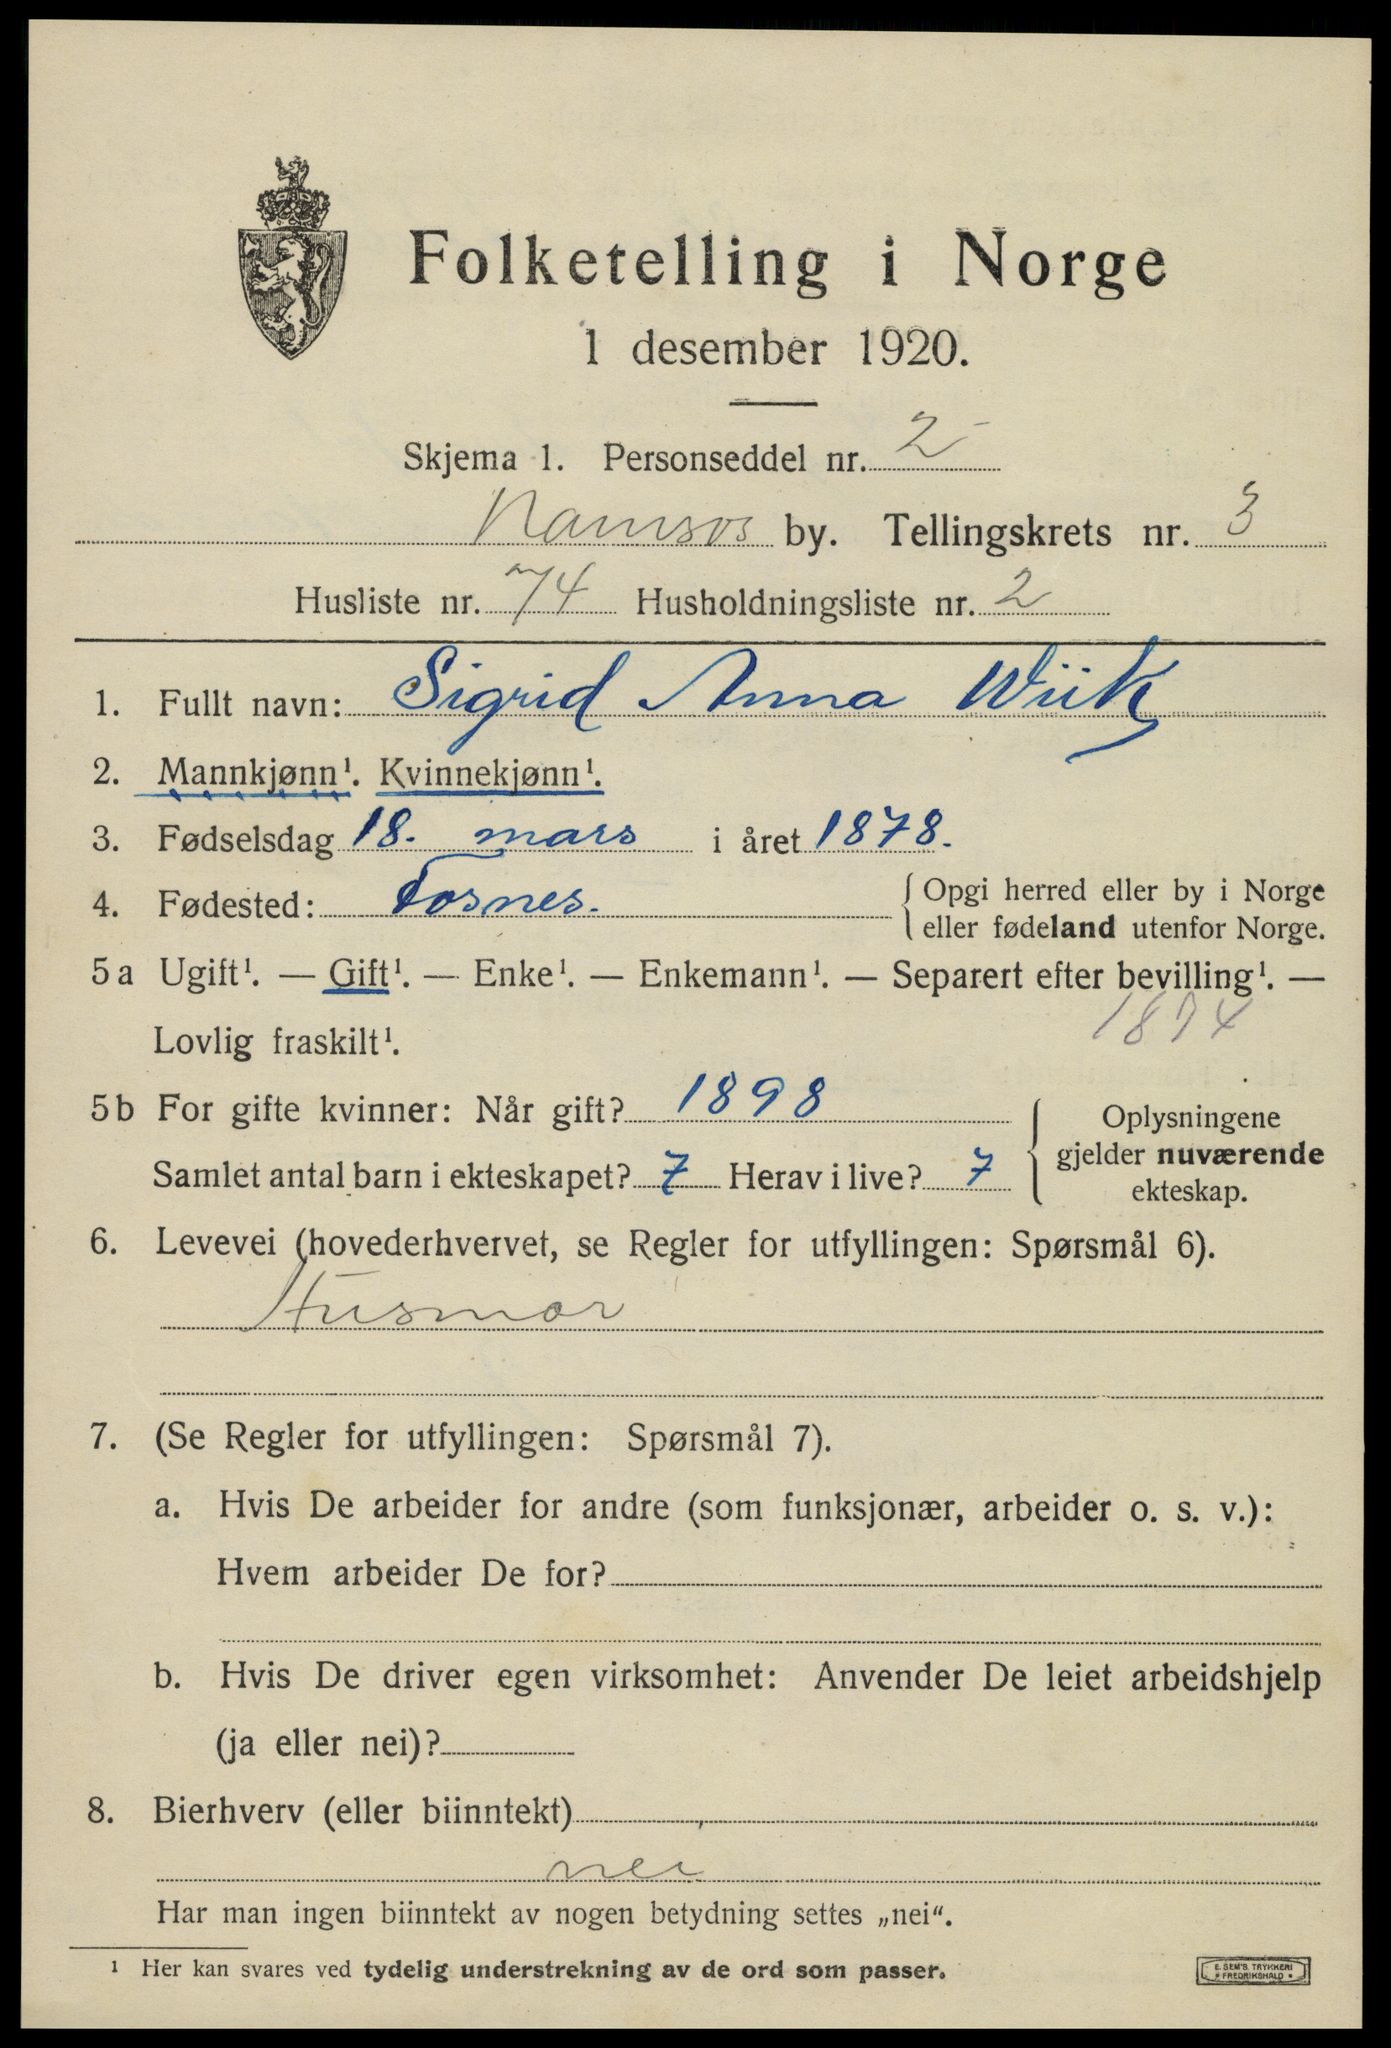 Folketelling i Norge
1 desember 1920.
Skjema 1. Personseddel nr. 2
Namsos by. Tellingskrets nr. 3
Husliste nr. 74 Husholdningsliste nr. 2
1. Fullt navn: Sigrid Anna Wiik
2. Mannkjønn¹. Kvinnekjønn¹.
3. Fødselsdag 18. mars i året 1878.
4. Fødested: Fosnes. { Opgi herred eller by i Norge
eller fødeland utenfor Norge.
5a Ugift¹. — Gift¹. — Enke¹. — Enkemann¹. — Separert efter bevilling¹. —
Lovlig fraskilt¹. 1874
5b For gifte kvinner: Når gift? 1898
Samlet antal barn i ekteskapet? 7 Herav i live? 7
{ Oplysningene
gjelder nuværende
ekteskap.
6. Levevei (hovederhvervet, se Regler for utfyllingen: Spørsmål 6).
Husmor
7. (Se Regler for utfyllingen: Spørsmål 7).
a. Hvis De arbeider for andre (som funksjonær, arbeider o. s. v.):
Hvem arbeider De for?
b. Hvis De driver egen virksomhet: Anvender De leiet arbeidshjelp
(ja eller nei)?
8. Bierhverv (eller biinntekt)
nei
Har man ingen biinntekt av nogen betydning settes „nei“.
¹ Her kan svares ved tydelig understrekning av de ord som passer.
E. SEM'S TRYKKERI
* FREDRIKSHALD *